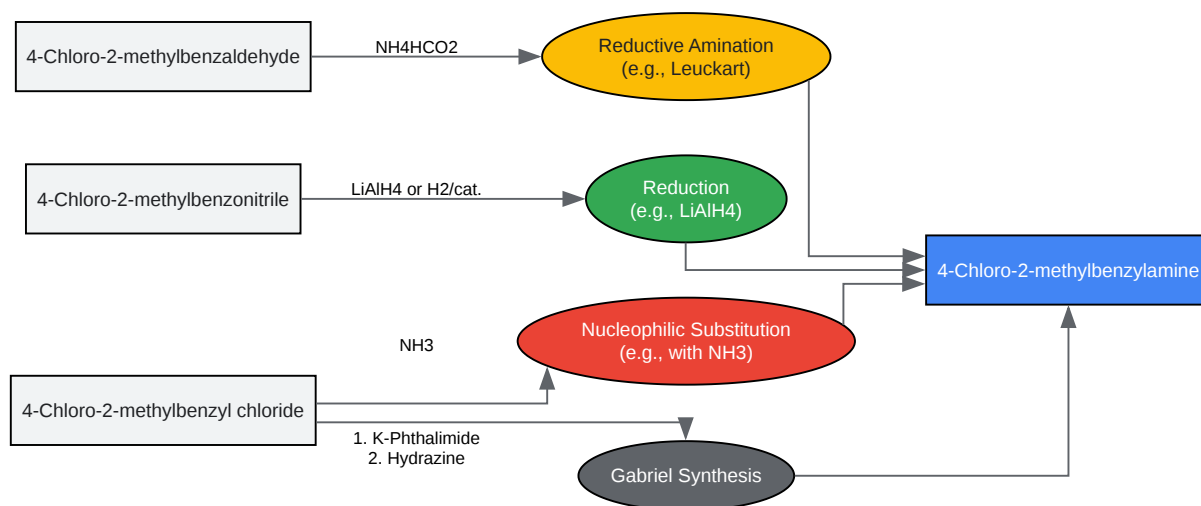 4-Chloro-2-methylbenzaldehyde
NH4HCO2
Reductive Amination
(e.g., Leuckart)
4-Chloro-2-methylbenzonitrile
LiAlH4 or H2/cat.
Reduction
(e.g., LiAlH4)
4-Chloro-2-methylbenzylamine
NH3
Nucleophilic Substitution
(e.g., with NH3)
4-Chloro-2-methylbenzyl chloride
1. K-Phthalimide
2. Hydrazine
Gabriel Synthesis